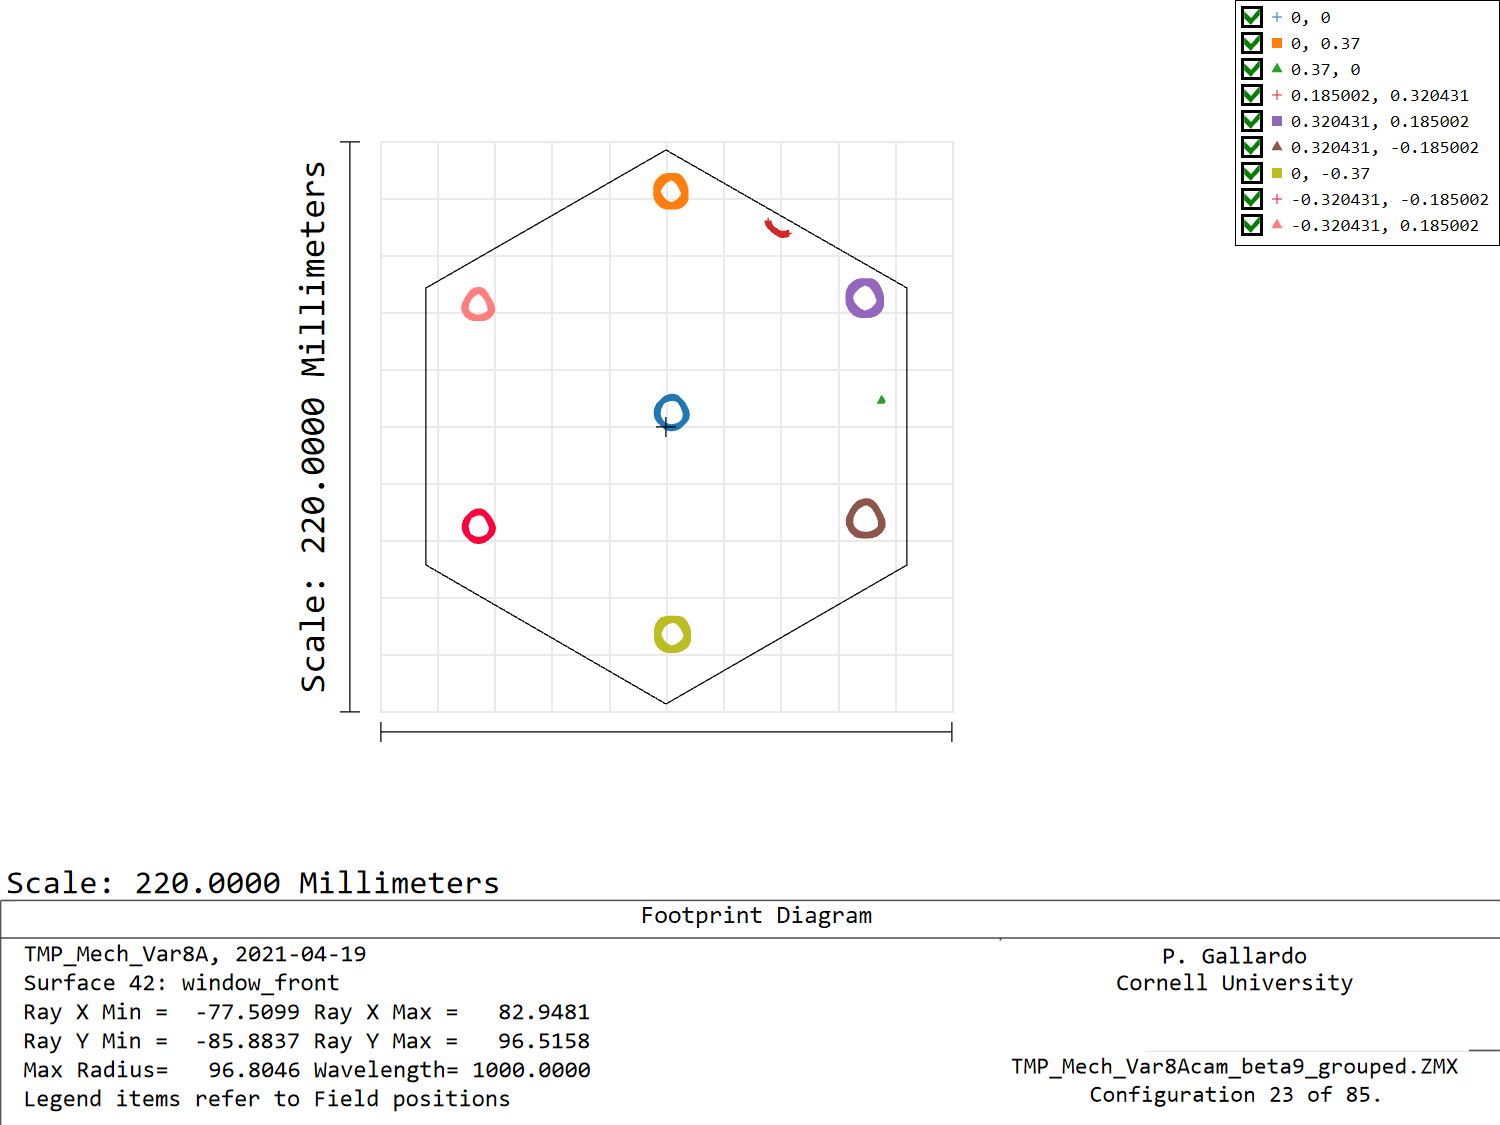 0, 0
0, 0.37
0.37, 0
0.185002, 0.320431
0.320431, 0.185002
0.320431, -0.185002
0, -0.37
-0.320431, -0.185002
-0.320431, 0.185002
Scale: 220.0000 Millimeters
Scale: 220.0000 Millimeters
Footprint Diagram
TMP_Mech_Var8A, 2021-04-19
Surface 42: window_front
Ray X Min =  -77.5099 Ray X Max =   82.9481
Ray Y Min =  -85.8837 Ray Y Max =   96.5158
Max Radius=   96.8046 Wavelength= 1000.0000
Legend items refer to Field positions
P. Gallardo
Cornell University
TMP_Mech_Var8Acam_beta9_grouped.ZMX
Configuration 23 of 85.